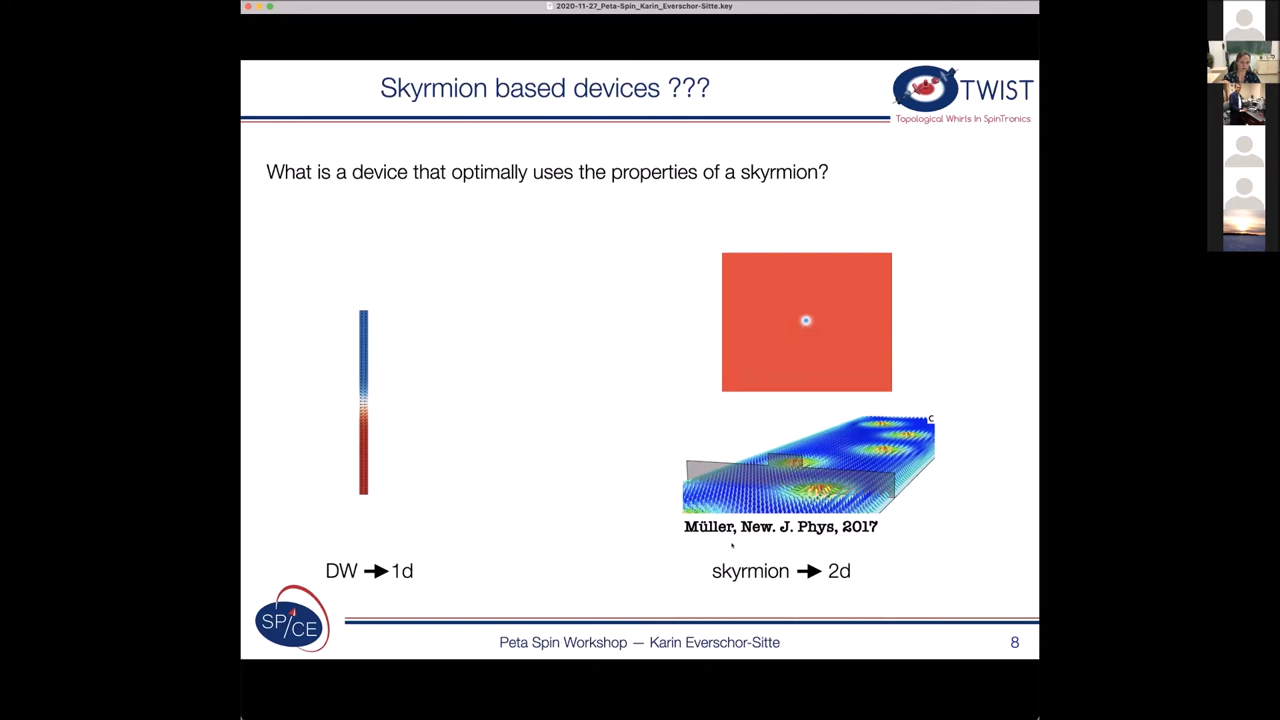 2020-11-27_Peta-Spin_Karin_Everschor-Sitte.key
Skyrmion based devices ???
TWIST
Topological Whirls In SpinTronics
What is a device that optimally uses the properties of a skyrmion?
C
Müller, New. J. Phys, 2017
DW → 1d
skyrmion → 2d
SPICE
Peta Spin Workshop — Karin Everschor-Sitte
8